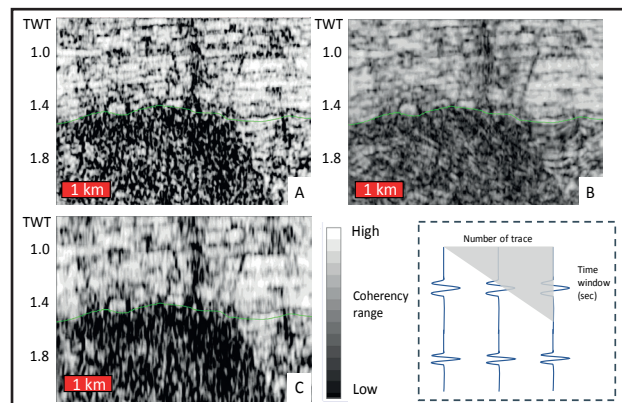 TWT
TWT
1.0
1.0
1.4
1.4
1.8
1.8
1 km
A
1 km
B
TWT
1.0
1.4
1.8
1 km
C
High
Coherency
range
Low
Number of trace
Time
window
(sec)